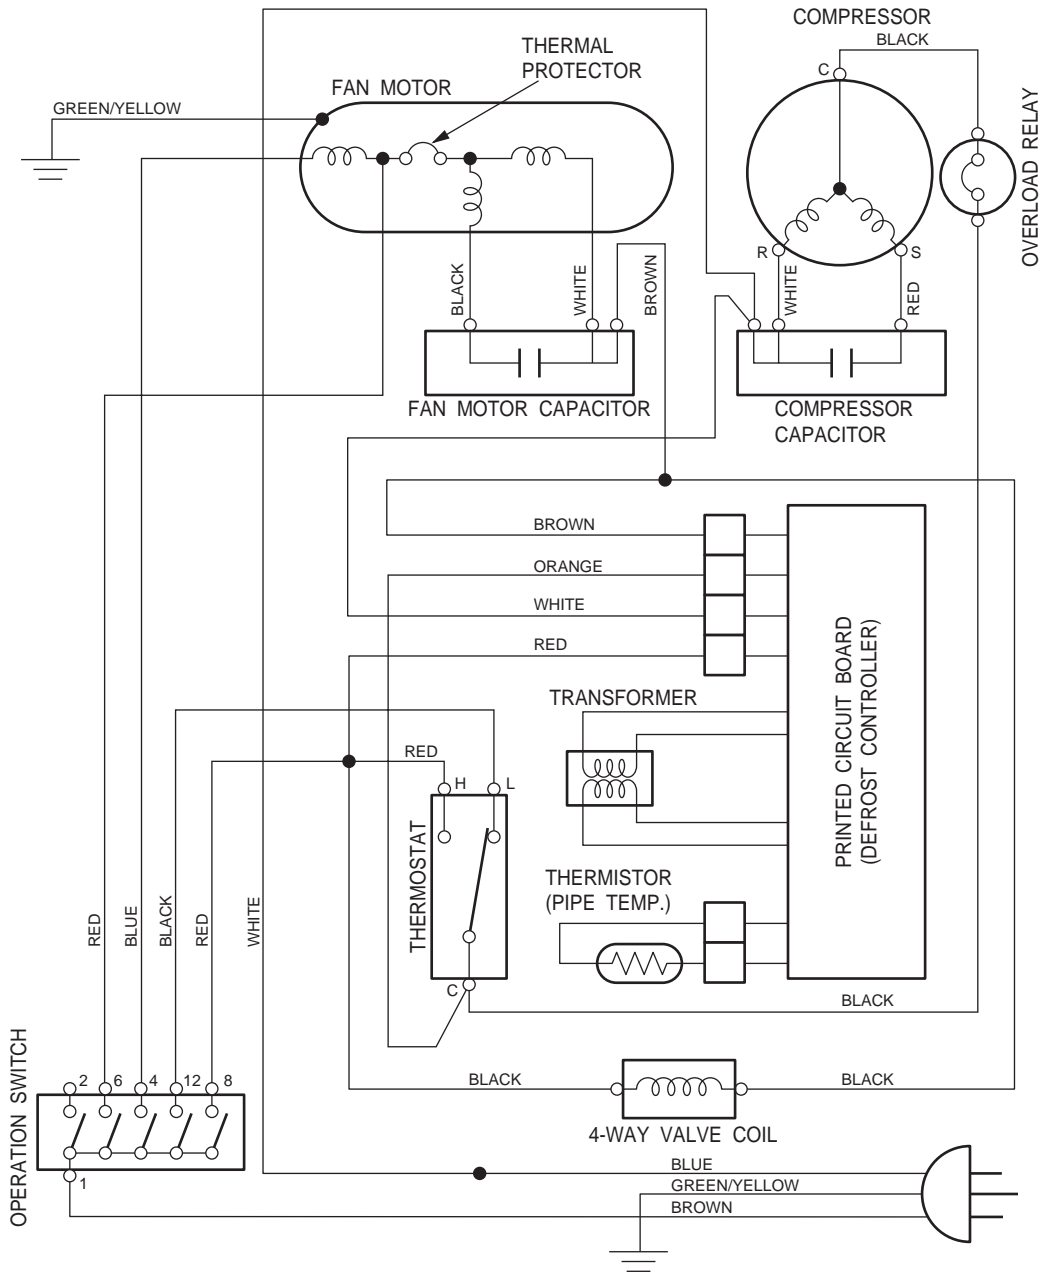 COMPRESSOR
BLACK
THERMAL
PROTECTOR
FAN MOTOR
C
GREEN/YELLOW
OVERLOAD RELAY
R
S
BLACK
WHITE
BROWN
WHITE
RED
FAN MOTOR CAPACITOR
COMPRESSOR
CAPACITOR
BROWN
ORANGE
WHITE
RED
PRINTED CIRCUIT BOARD
(DEFROST CONTROLLER)
TRANSFORMER
RED
H
L
THERMOSTAT
THERMISTOR
(PIPE TEMP.)
RED
BLUE
BLACK
RED
WHITE
C
BLACK
OPERATION SWITCH
2
6
4
12
8
BLACK
BLACK
4-WAY VALVE COIL
1
BLUE
GREEN/YELLOW
BROWN